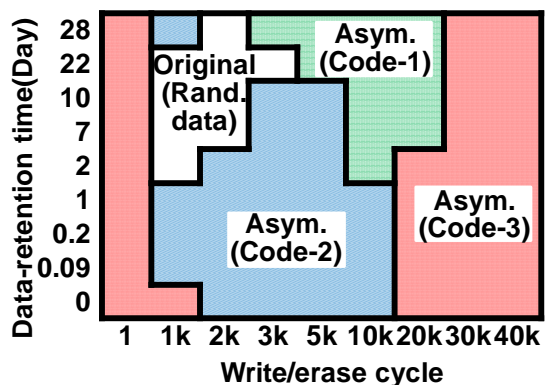 Data-retention time(Day)
28
22
10
7
2
1
0.2
0.09
0
Original
(Rand.
data)
Asym.
(Code-1)
Asym.
(Code-2)
Asym.
(Code-3)
1 1k 2k 3k 5k 10k 20k 30k 40k
Write/erase cycle